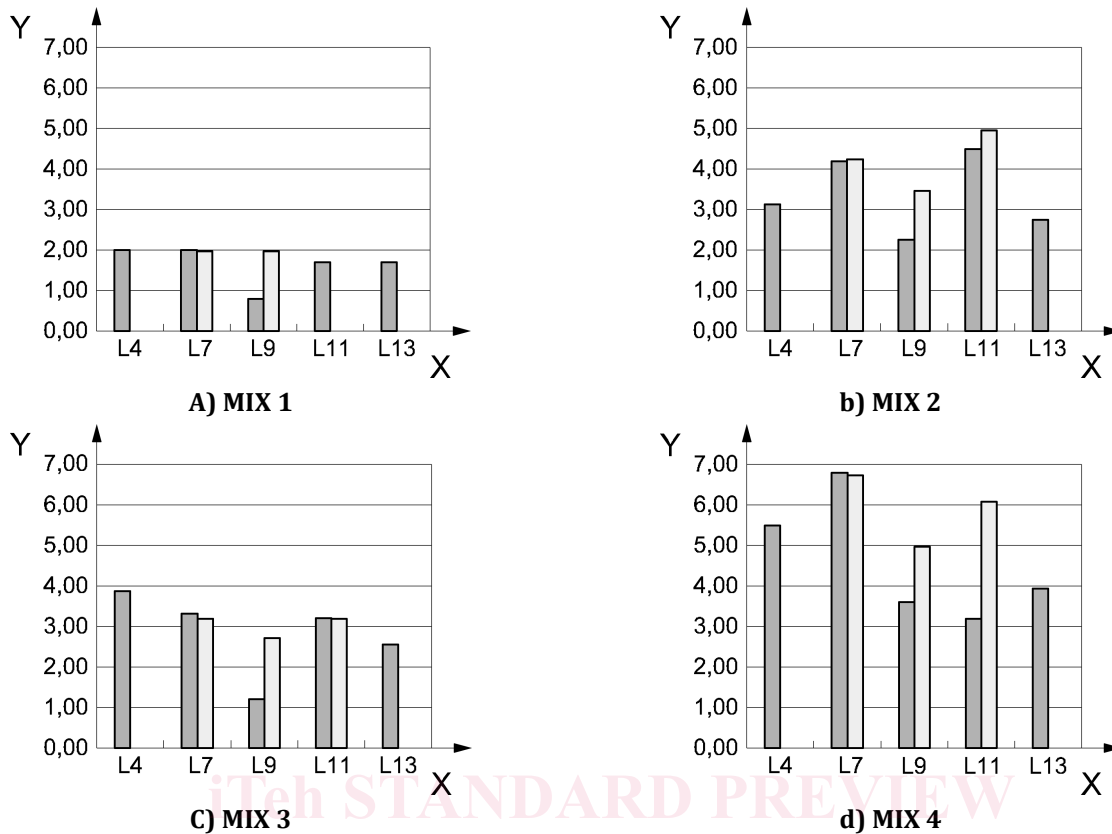 Y
7,00
6,00
5,00
4,00
3,00
2,00
1,00
0,00
L4 L7 L9 L11 L13
X
A) MIX 1
Y
7,00
6,00
5,00
4,00
3,00
2,00
1,00
0,00
L4 L7 L9 L11 L13
X
b) MIX 2
Y
7,00
6,00
5,00
4,00
3,00
2,00
1,00
0,00
L4 L7 L9 L11 L13
X
C) MIX 3
Y
7,00
6,00
5,00
4,00
3,00
2,00
1,00
0,00
L4 L7 L9 L11 L13
X
d) MIX 4
iTeh STANDARD PREVIEW